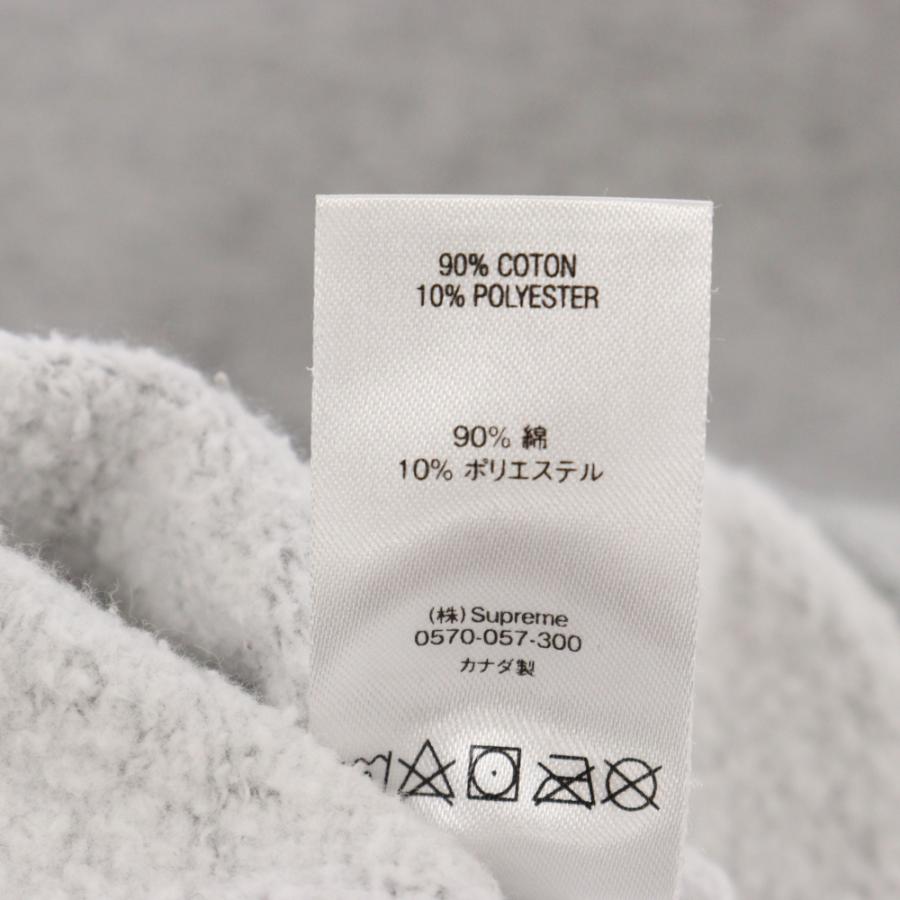 90% COTON
10% POLYESTER
90% 綿
10% ポリエステル
(株) Supreme
0570-057-300
カナダ製